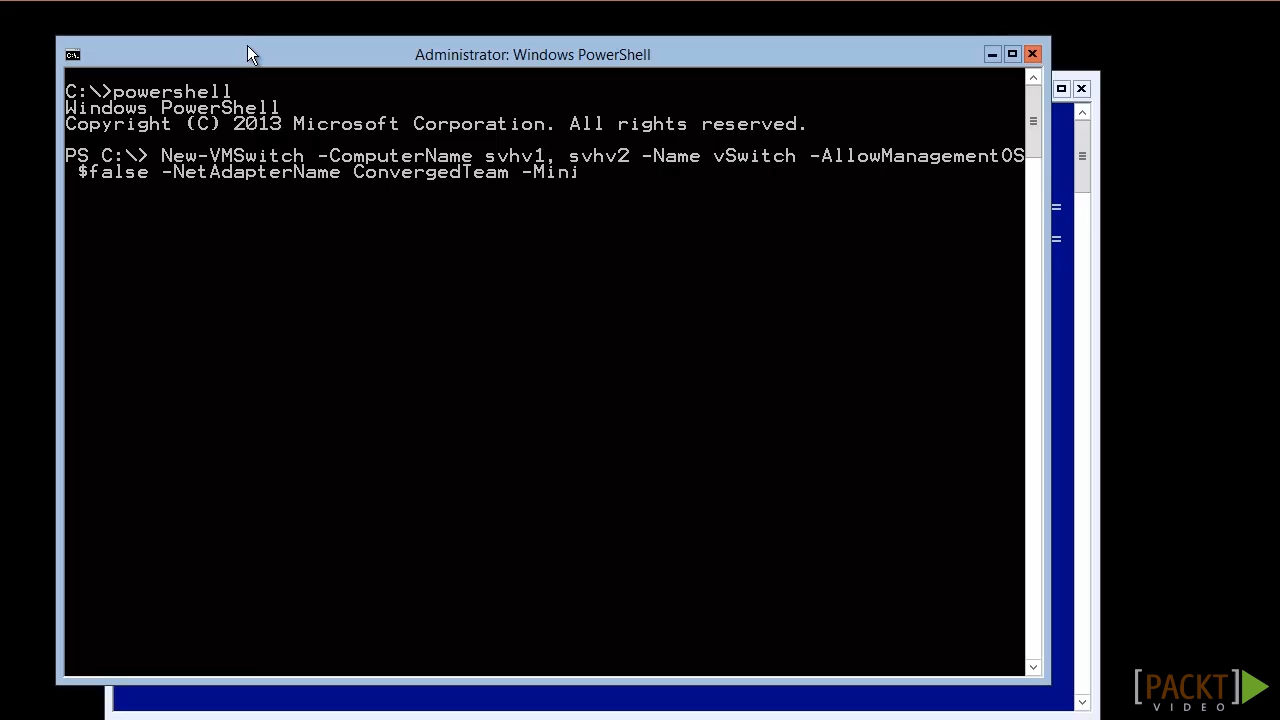 Administrator: Windows PowerShell
C:\>powershell
Windows PowerShell
Copyright (C) 2013 Microsoft Corporation. All rights reserved.
PS C:\> New-VMSwitch -ComputerName svhv1, svhv2 -Name vSwitch -AllowManagementOS
$false -NetAdapterName ConvergedTeam -Mini
=
=
[PACKT]
VIDEO